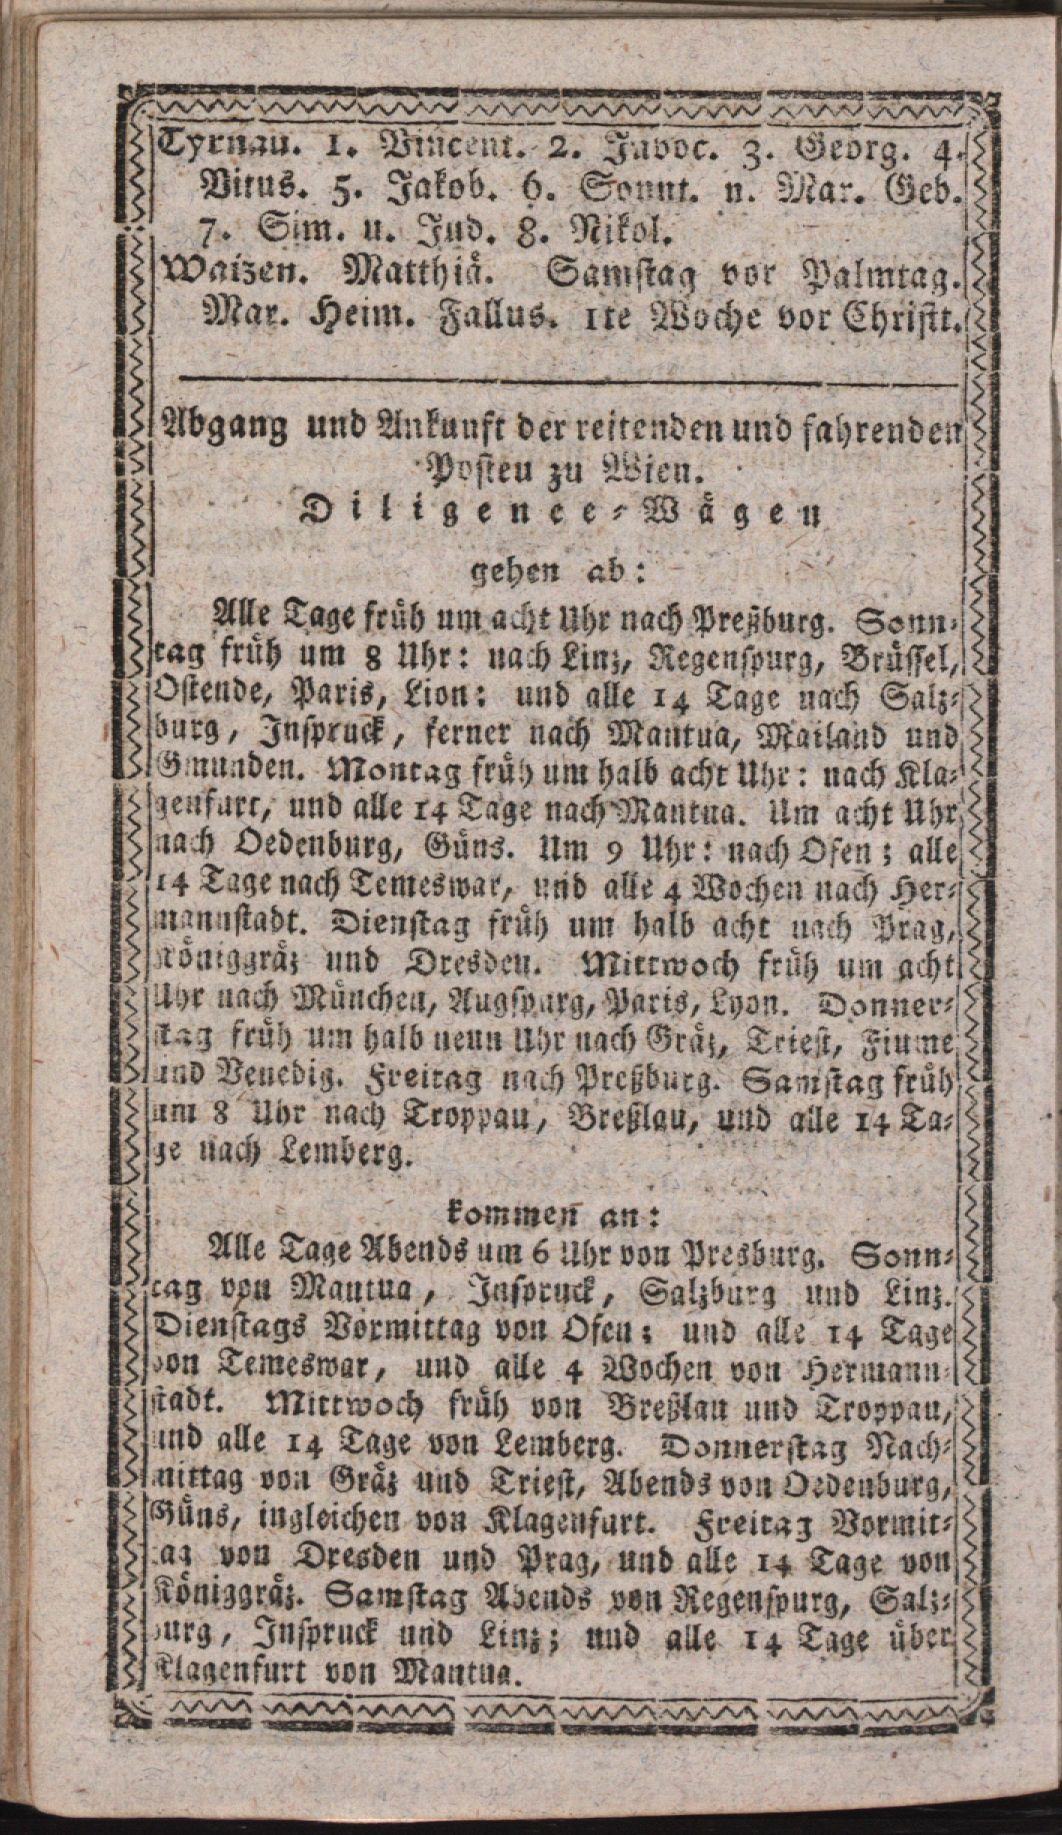 Tyrnau. 1. Vincent. 2. Invoc. 3. Georg. 4.
Vitus. 5. Jakob. 6. Sonnt. n. Mar. Geb.
7. Sim. u. Jud. 8. Nikol.
Waizen. Matthiä. Samstag vor Palmtag.
Mar. Heim. Fallus. 1te Woche vor Christt.
Abgang und Ankunft der reitenden und fahrenden
Posten zu Wien.
Diligence-Wägen
gehen ab:
Alle Tage früh um acht Uhr nach Preßburg. Sonn-
tag früh um 8 Uhr: nach Linz, Regenspurg, Brüssel,
Ostende, Paris, Lion: und alle 14 Tage nach Salz-
burg, Inspruck, ferner nach Mantua, Mailand und
Gmunden. Montag früh um halb acht Uhr: nach Kla-
genfurt, und alle 14 Tage nach Mantua. Um acht Uhr
nach Oedenburg, Güns. Um 9 Uhr: nach Ofen; alle
14 Tage nach Temeswar, und alle 4 Wochen nach Her-
mannstadt. Dienstag früh um halb acht nach Prag,
Königgräz und Dresden. Mittwoch früh um acht
Uhr nach München, Augspurg, Paris, Lyon. Donner-
stag früh um halb neun Uhr nach Gräz, Triest, Fiume
und Venedig. Freitag nach Preßburg. Samstag früh
um 8 Uhr nach Troppau, Breßlau, und alle 14 Ta-
ge nach Lemberg.
kommen an:
Alle Tage Abends um 6 Uhr von Presburg. Sonn-
tag von Mantua, Inspruck, Salzburg und Linz.
Dienstags Vormittag von Ofen; und alle 14 Tage
von Temeswar, und alle 4 Wochen von Hermann-
stadt. Mittwoch früh von Breßlau und Troppau,
und alle 14 Tage von Lemberg. Donnerstag Nach-
mittag von Gräz und Triest, Abends von Oedenburg,
Güns, ingleichen von Klagenfurt. Freitag Vormit-
tag von Dresden und Prag, und alle 14 Tage von
Königgräz. Samstag Abends von Regenspurg, Salz-
burg, Inspruck und Linz; und alle 14 Tage über
Klagenfurt von Mantua.